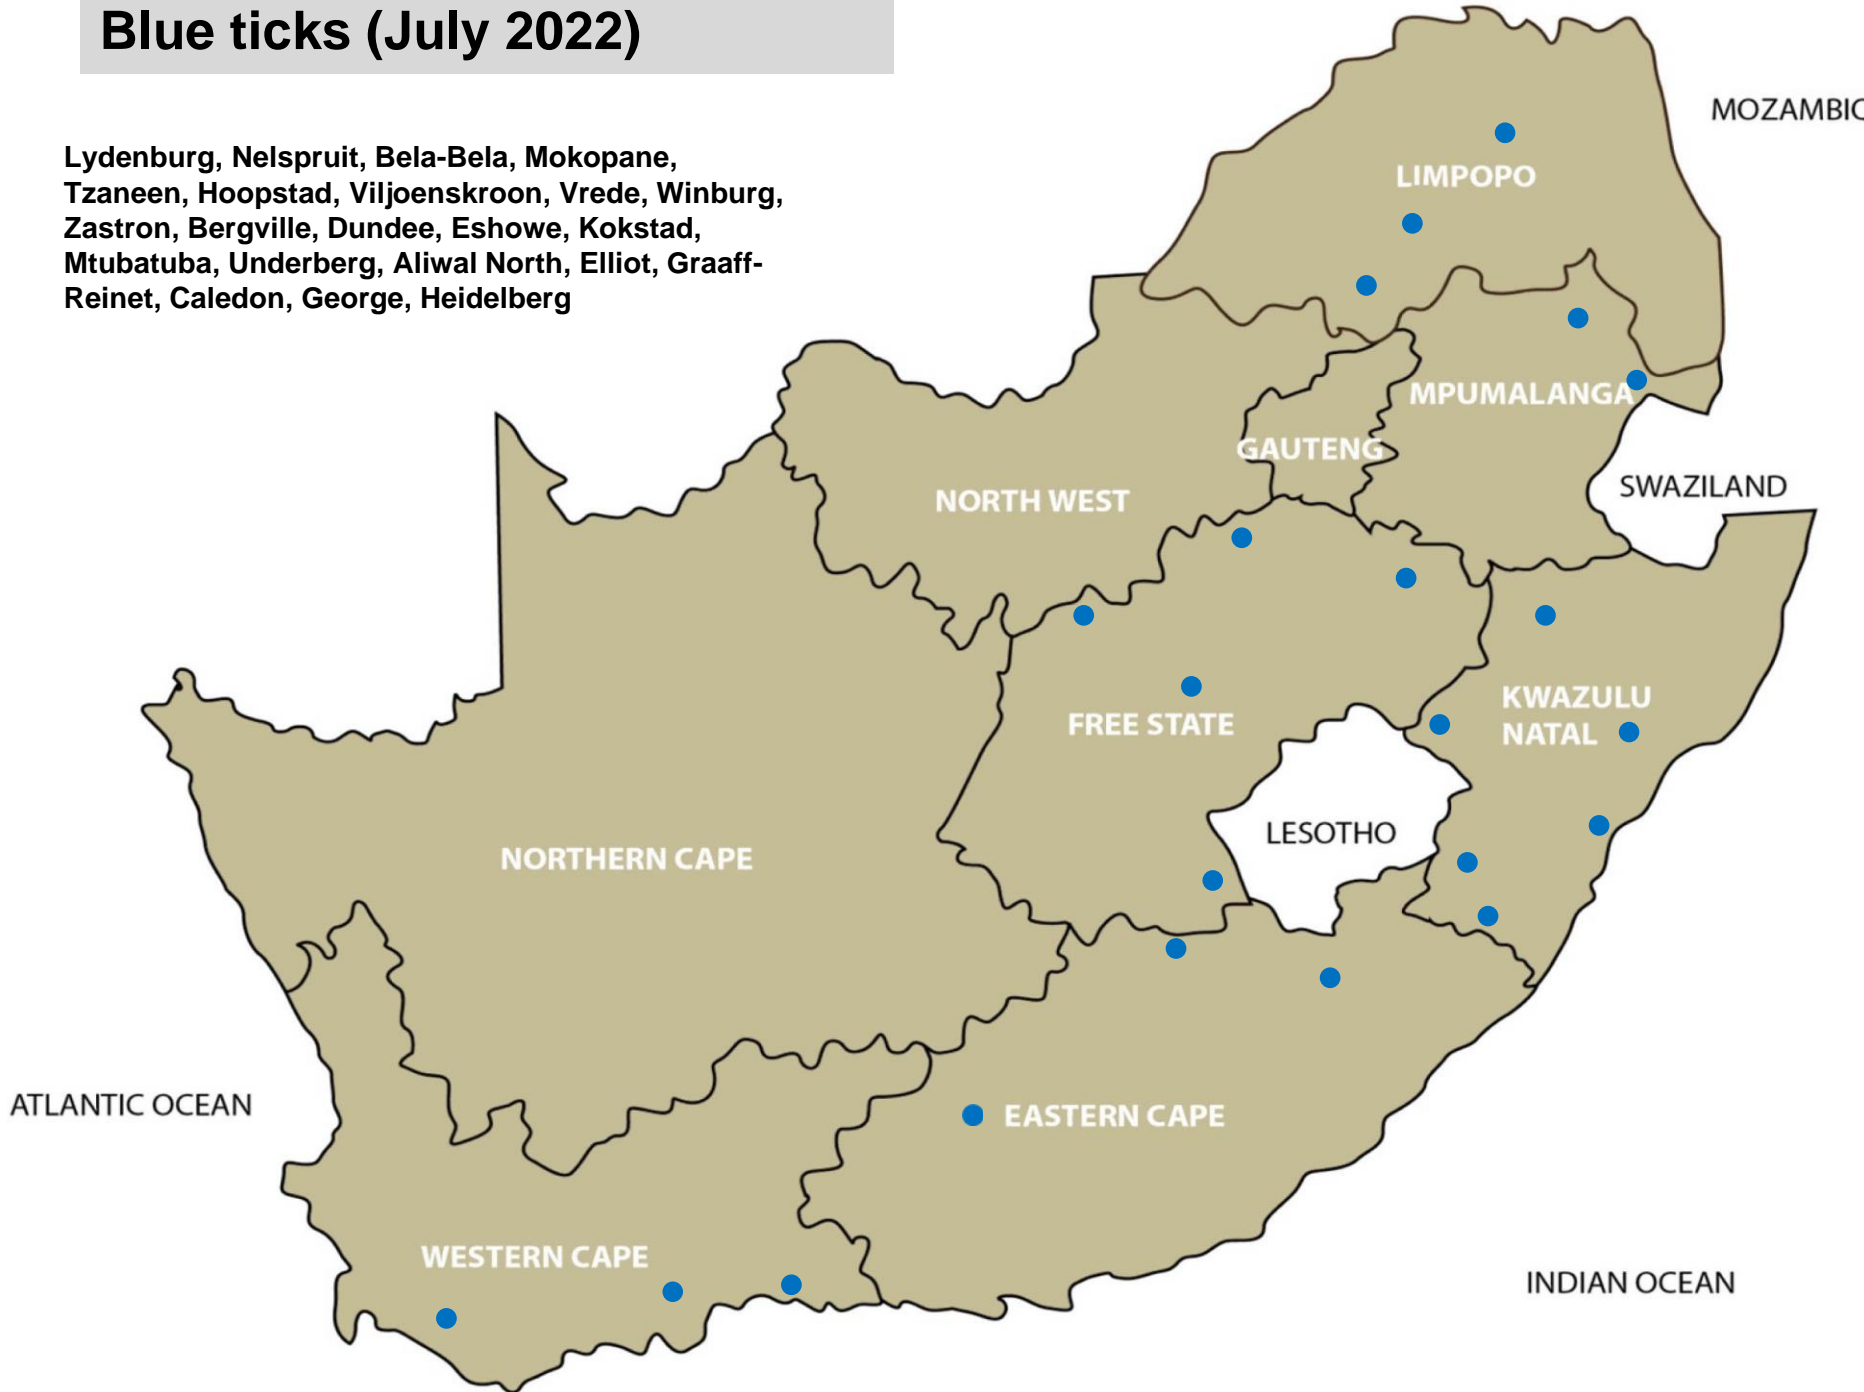 Blue ticks (July 2022)
Lydenburg, Nelspruit, Bela-Bela, Mokopane,
Tzaneen, Hoopstad, Viljoenskroon, Vrede, Winburg,
Zastron, Bergville, Dundee, Eshowe, Kokstad,
Mtubatuba, Underberg, Aliwal North, Elliot, Graaff-
Reinet, Caledon, George, Heidelberg
MOZAMBIQ
LIMPOPO
MPUMALANGA
GAUTENG
SWAZILAND
NORTH WEST
KWAZULU
NATAL
FREE STATE
LESOTHO
NORTHERN CAPE
ATLANTIC OCEAN
EASTERN CAPE
WESTERN CAPE
INDIAN OCEAN